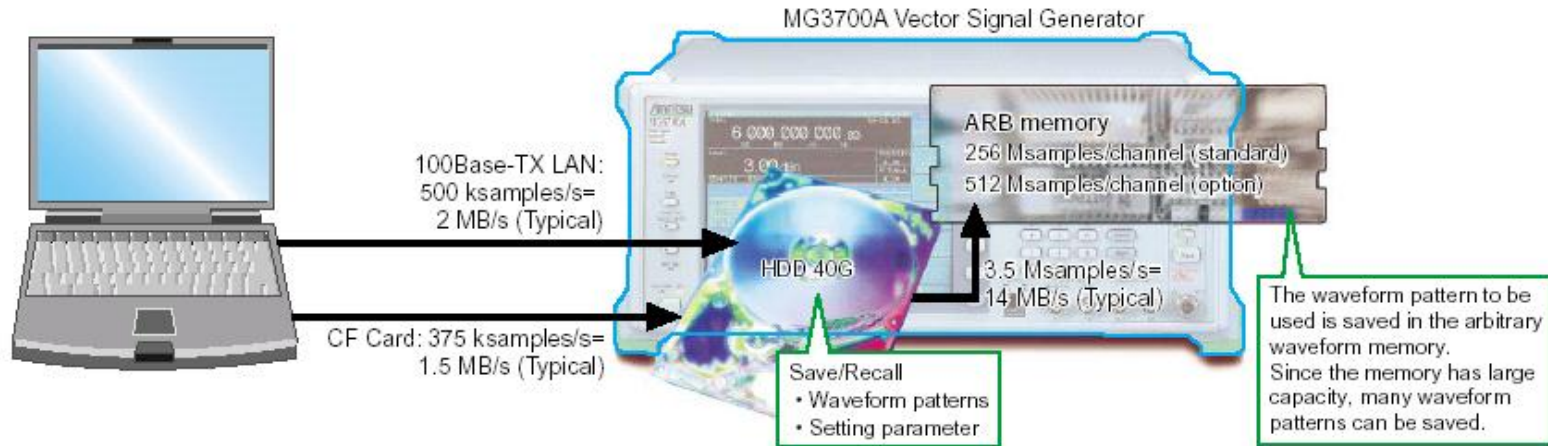 MG3700A Vector Signal Generator
100Base-TX LAN:
500 ksamples/s=
2 MB/s (Typical)
CF Card: 375 ksamples/s=
1.5 MB/s (Typical)
6 000 000 000 00
3.00
HDD 40G
ARB memory
256 Msamples/channel (standard)
512 Msamples/channel (option)
3.5 Msamples/s=
14 MB/s (Typical)
Save/Recall
• Waveform patterns
• Setting parameter
The waveform pattern to be
used is saved in the arbitrary
waveform memory.
Since the memory has large
capacity, many waveform
patterns can be saved.